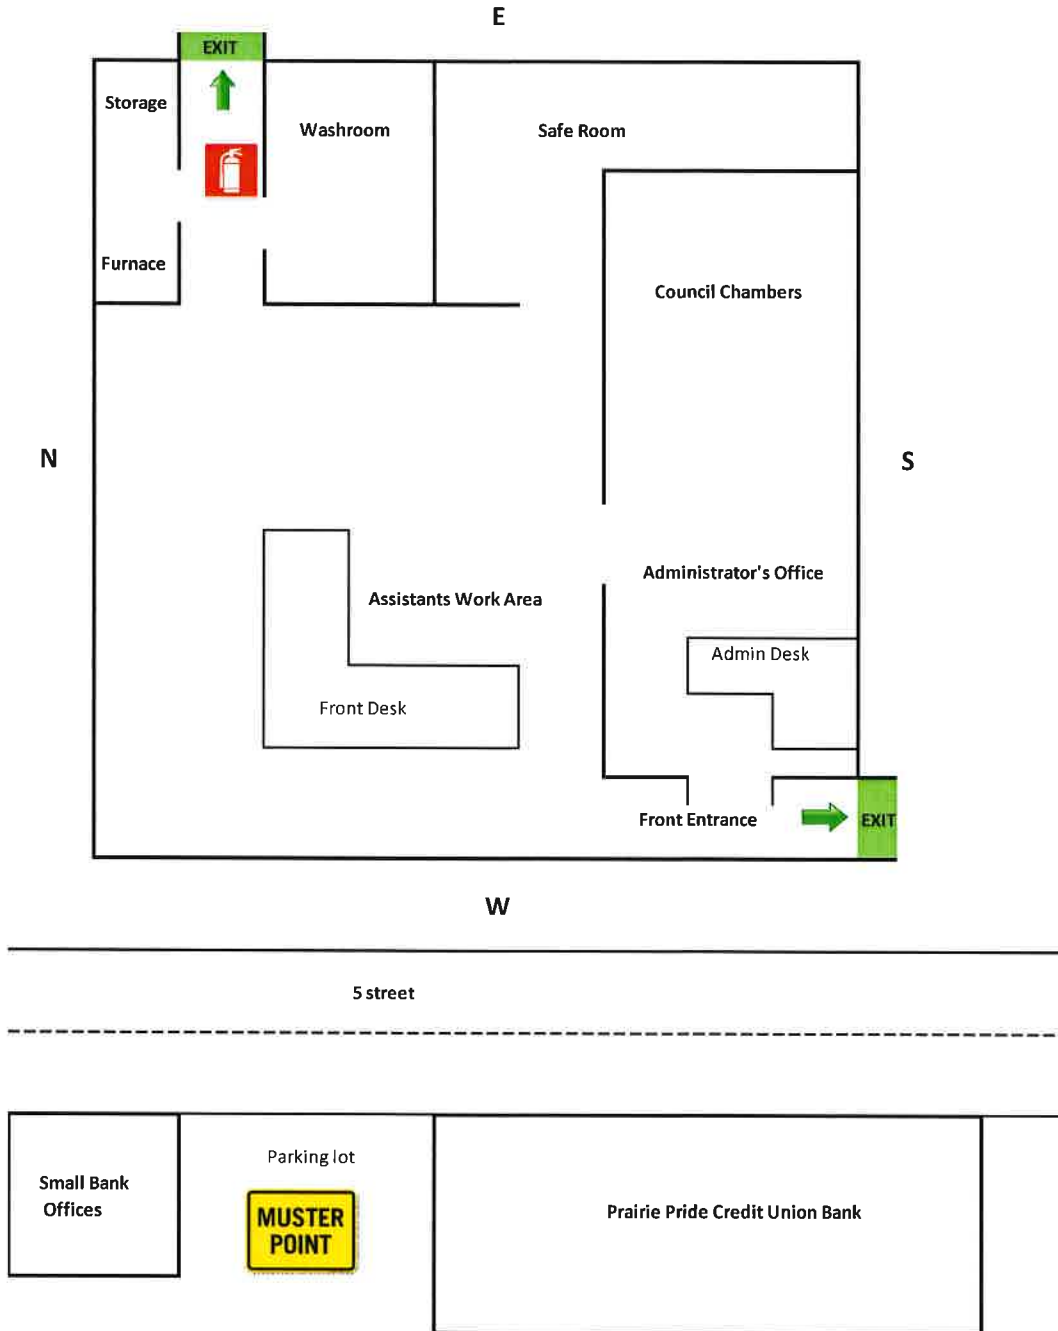 E
EXIT
Storage
Washroom
Safe Room
Furnace
Council Chambers
N
S
Administrator's Office
Assistants Work Area
Admin Desk
Front Desk
Front Entrance
EXIT
W
5 street
Parking lot
Small Bank
Offices
MUSTER
POINT
Prairie Pride Credit Union Bank